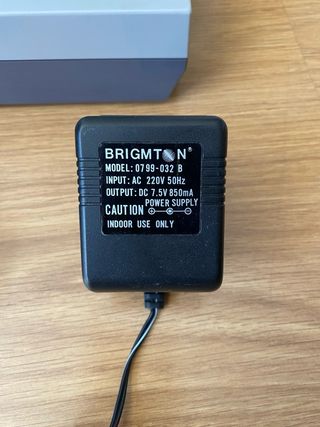 BRIGMTON®
MODEL: 0799-032 B
INPUT: AC 220V 50Hz
OUTPUT: DC 7.5V 850mA
POWER SUPPLY
CAUTION
INDOOR USE ONLY